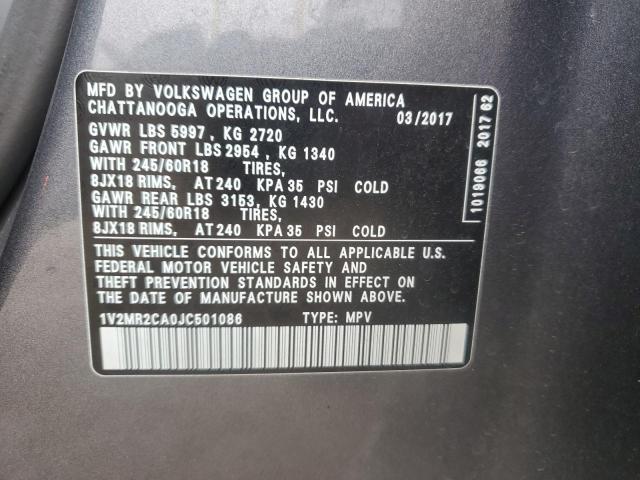 MFD BY VOLKSWAGEN GROUP OF AMERICA
CHATTANOOGA OPERATIONS, LLC. 03/2017
GVWR LBS 5997 , KG 2720
GAWR FRONT LBS 2954 , KG 1340
WITH 245/60R18 TIRES,
8JX18 RIMS, AT 240 KPA 35 PSI COLD
GAWR REAR LBS 3153, KG 1430
WITH 245/60R18 TIRES,
8JX18 RIMS, AT 240 KPA 35 PSI COLD
THIS VEHICLE CONFORMS TO ALL APPLICABLE U.S.
FEDERAL MOTOR VEHICLE SAFETY AND
THEFT PREVENTION STANDARDS IN EFFECT ON
THE DATE OF MANUFACTURE SHOWN ABOVE.
1V2MR2CA0JC501086 TYPE: MPV
1019066 2017 62